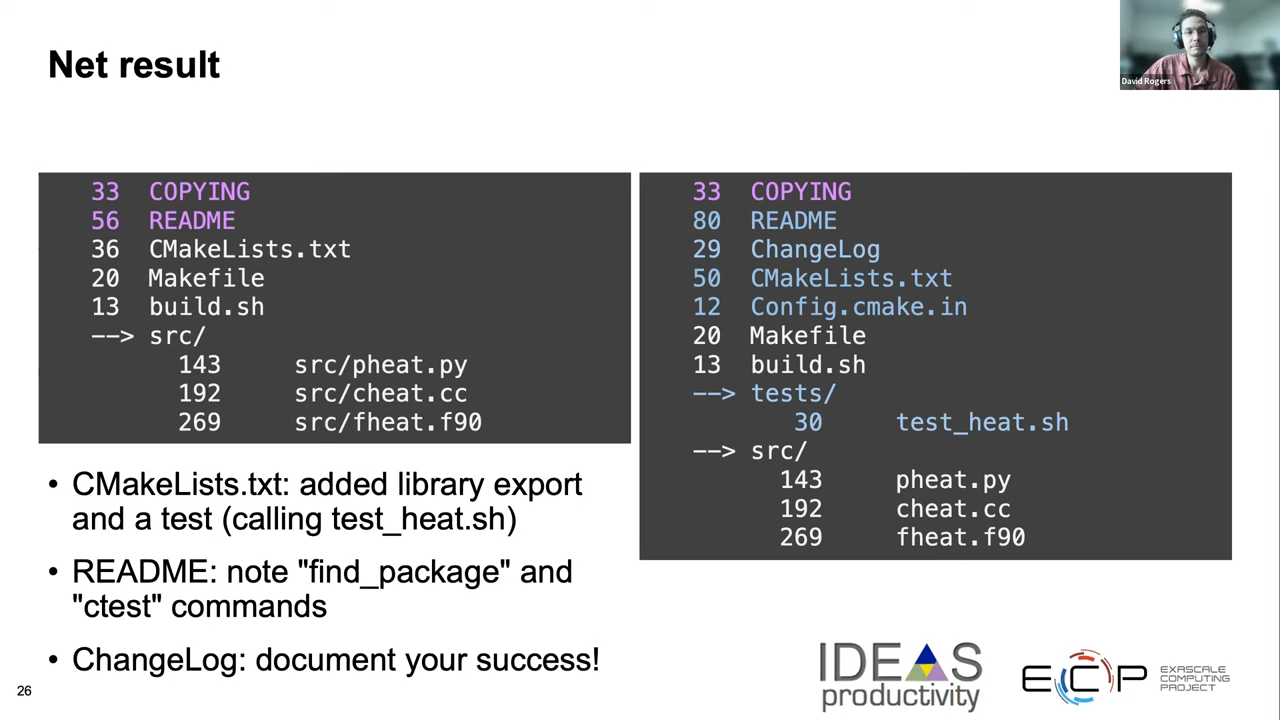 Net result
David Rogers
33 COPYING
56 README
36 CMakeLists.txt
20 Makefile
13 build.sh
--> src/
143 src/pheat.py
192 src/cheat.cc
269 src/fheat.f90
33 COPYING
80 README
29 ChangeLog
50 CMakeLists.txt
12 Config.cmake.in
20 Makefile
13 build.sh
--> tests/
30 test_heat.sh
--> src/
143 pheat.py
192 cheat.cc
269 fheat.f90
• CMakeLists.txt: added library export
and a test (calling test_heat.sh)
• README: note "find_package" and
"ctest" commands
• ChangeLog: document your success!
26
IDEAS
productivity
ECP
EXASCALE
COMPUTING
PROJECT